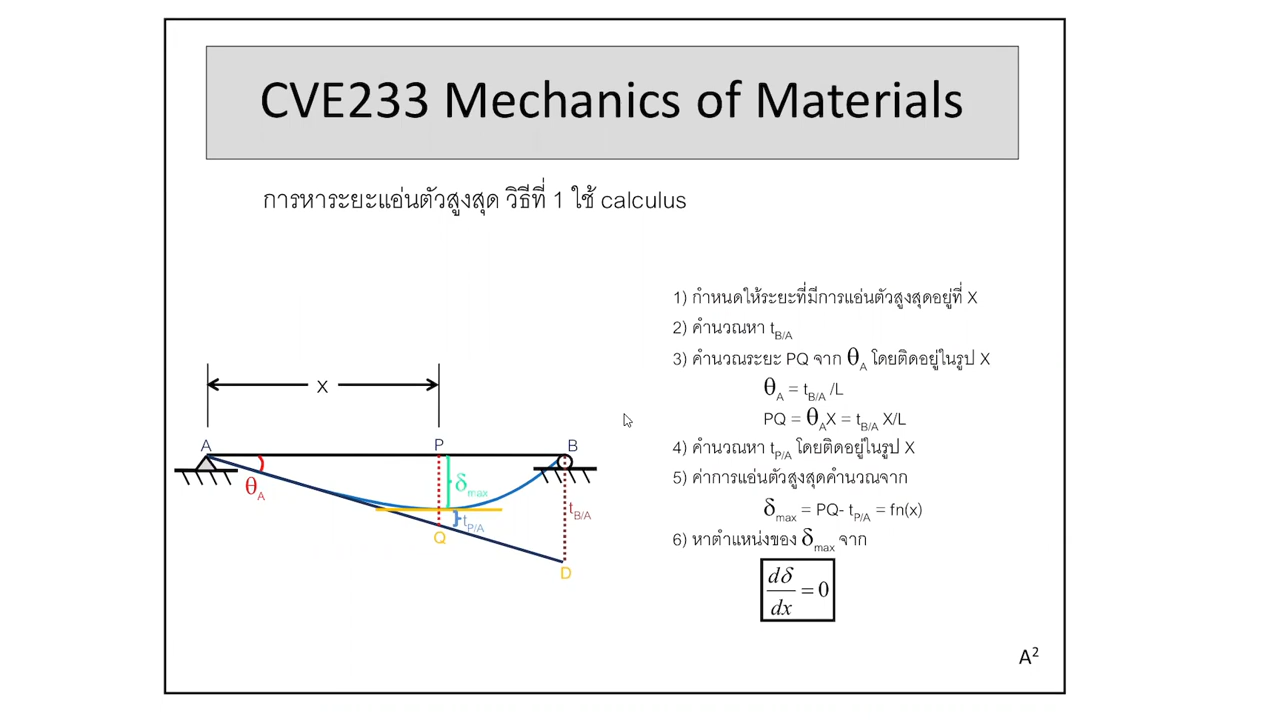 CVE233 Mechanics of Materials
การหาระยะแอ่นตัวสูงสุด วิธีที่ 1 ใช้ calculus
1) กำหนดให้ระยะที่มีการแอ่นตัวสูงสุดอยู่ที่ X
2) คำนวณหา t_B/A
3) คำนวณระยะ PQ จาก θ_A โดยติดอยู่ในรูป X
θ_A = t_B/A /L
PQ = θ_A X = t_B/A X/L
4) คำนวณหา t_P/A โดยติดอยู่ในรูป X
5) ค่าการแอ่นตัวสูงสุดคำนวณจาก
δ_max = PQ- t_P/A = fn(x)
6) หาตำแหน่งของ δ_max จาก
dδ/dx = 0
X
A P B
θ_A
δ_max
t_B/A
t_P/A
Q
D
A²